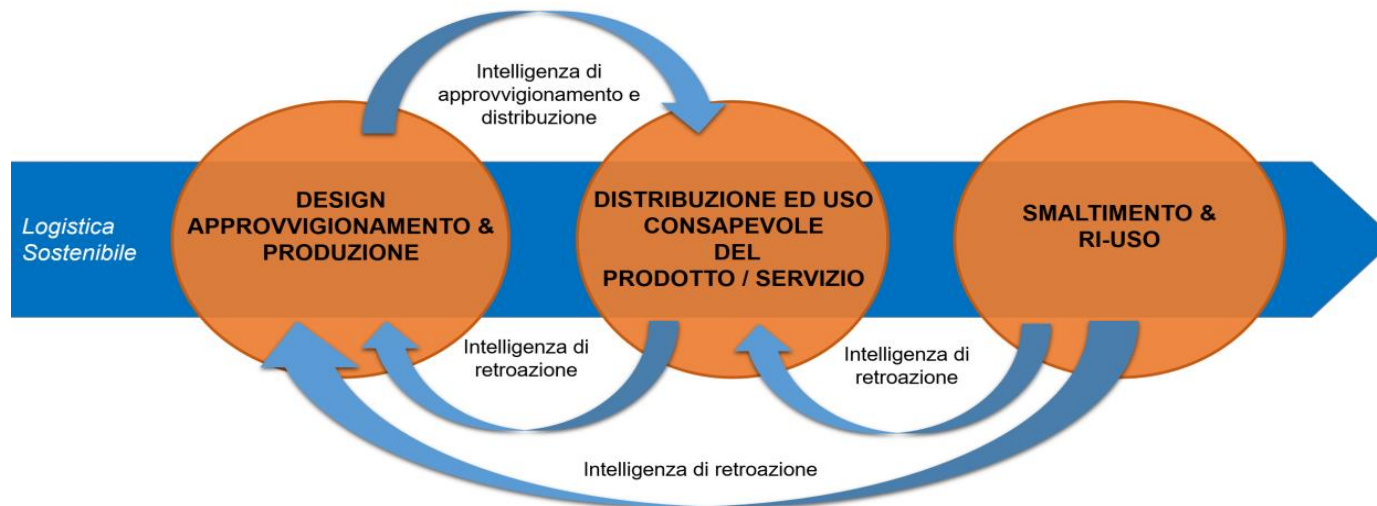 Intelligenza di
approvvigionamento e
distribuzione
Logistica
Sostenibile
DESIGN
APPROVVIGIONAMENTO &
PRODUZIONE
DISTRIBUZIONE ED USO
CONSAPEVOLE
DEL
PRODOTTO / SERVIZIO
SMALTIMENTO &
RI-USO
Intelligenza di
retroazione
Intelligenza di
retroazione
Intelligenza di retroazione